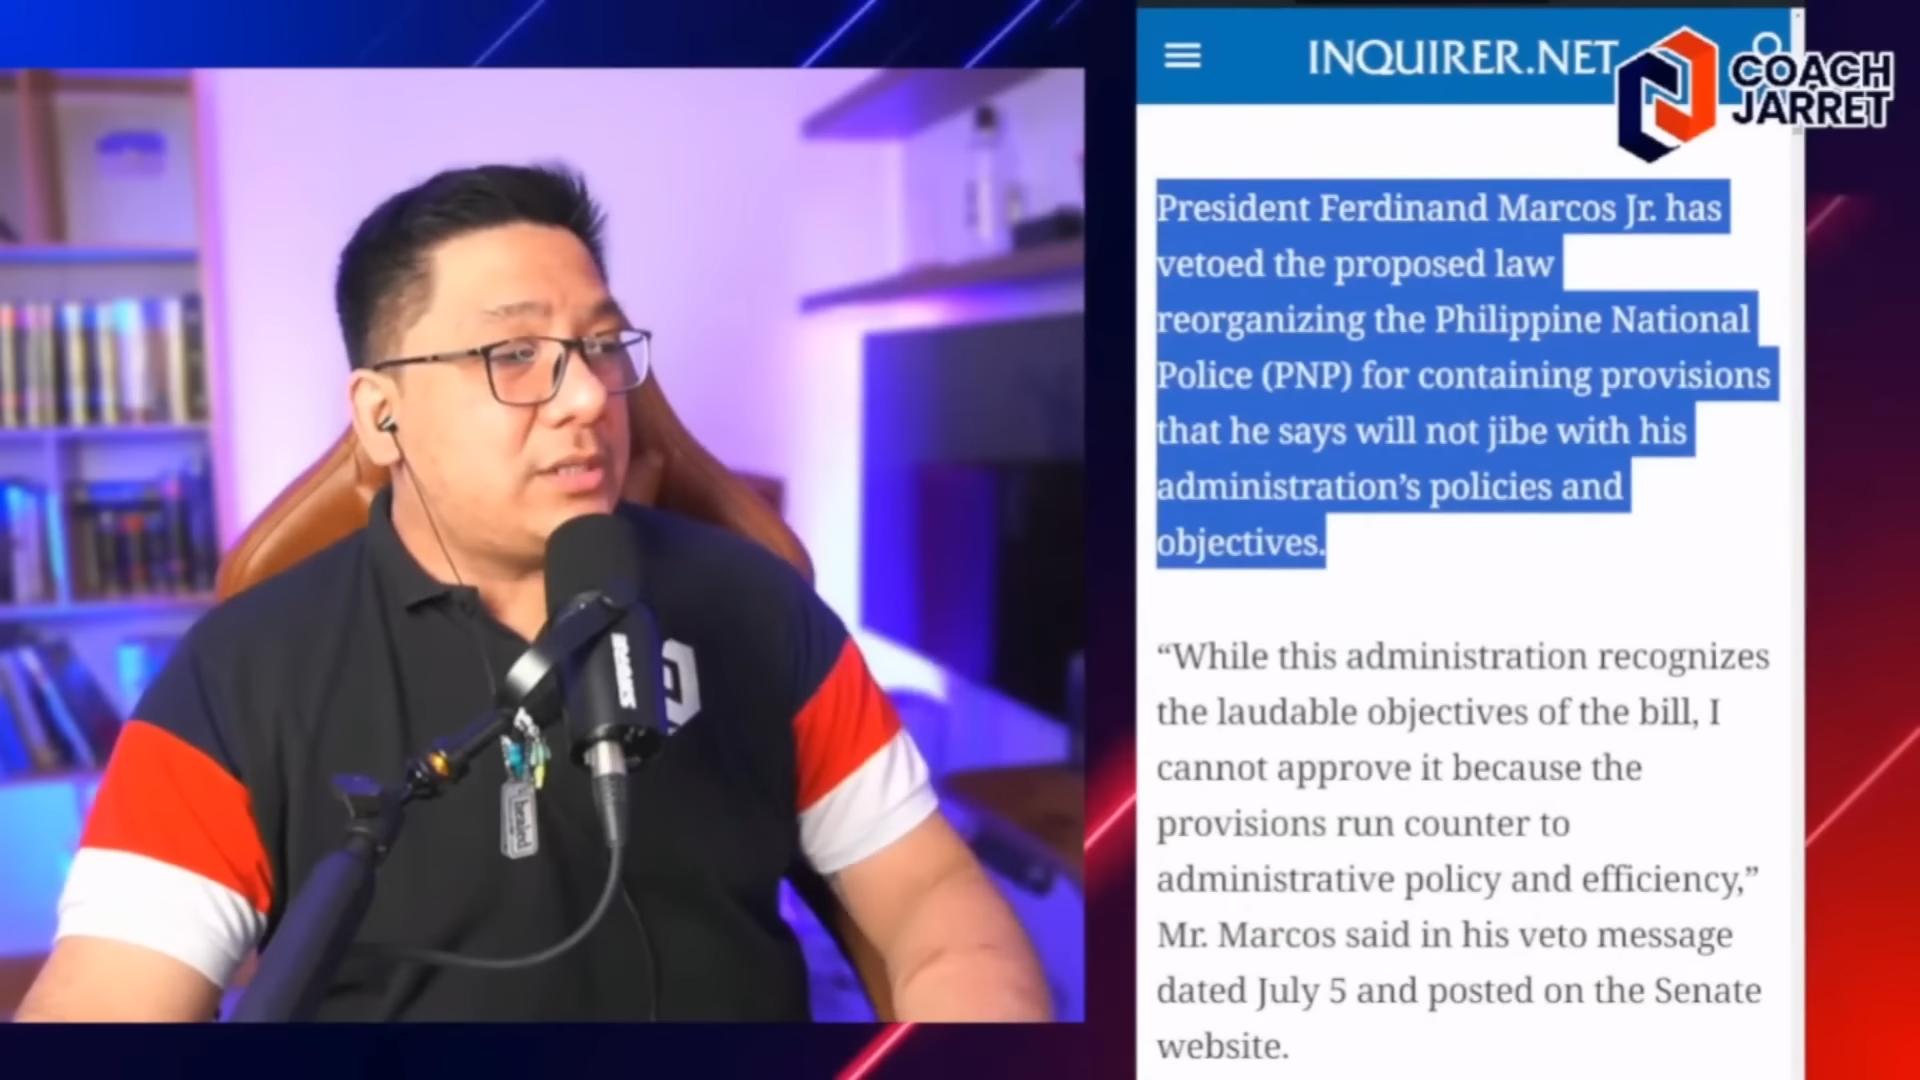 INQUIRER.NET
COACH
JARRET
President Ferdinand Marcos Jr. has
vetoed the proposed law
reorganizing the Philippine National
Police (PNP) for containing provisions
that he says will not jibe with his
administration’s policies and
objectives.
“While this administration recognizes
the laudable objectives of the bill, I
cannot approve it because the
provisions run counter to
administrative policy and efficiency,”
Mr. Marcos said in his veto message
dated July 5 and posted on the Senate
website.